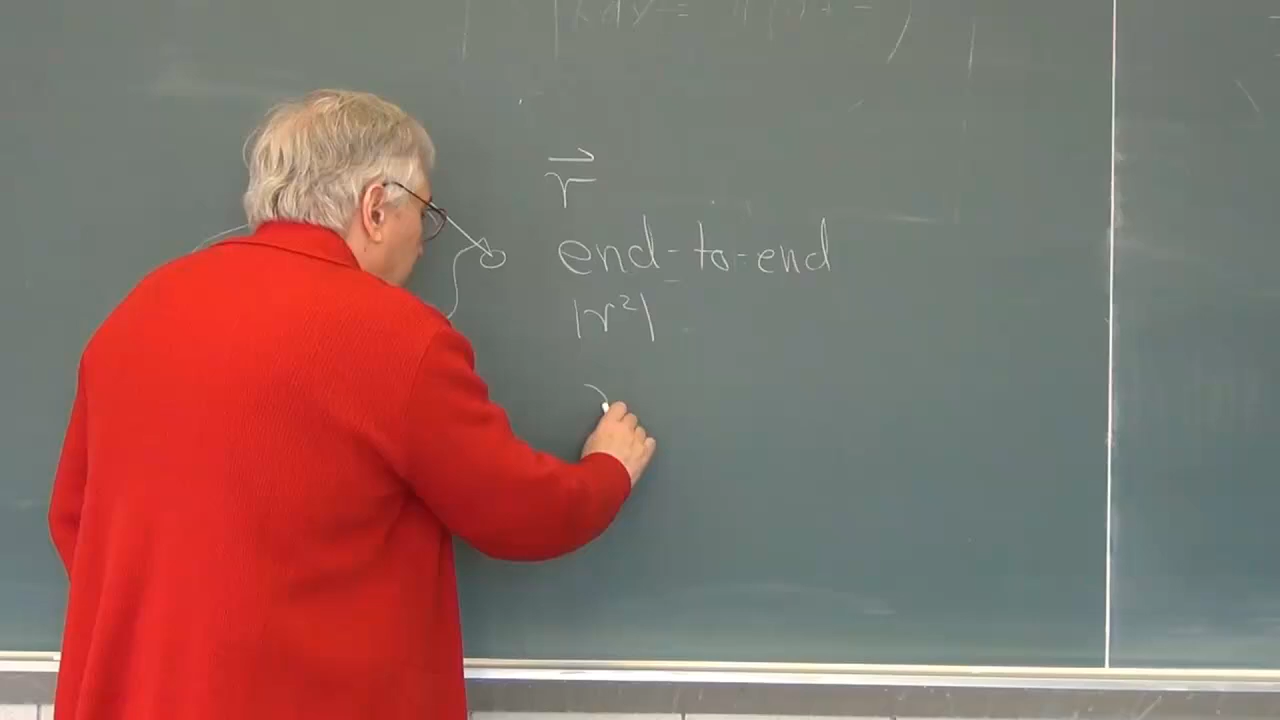 r⃗
end-to-end
|r²|